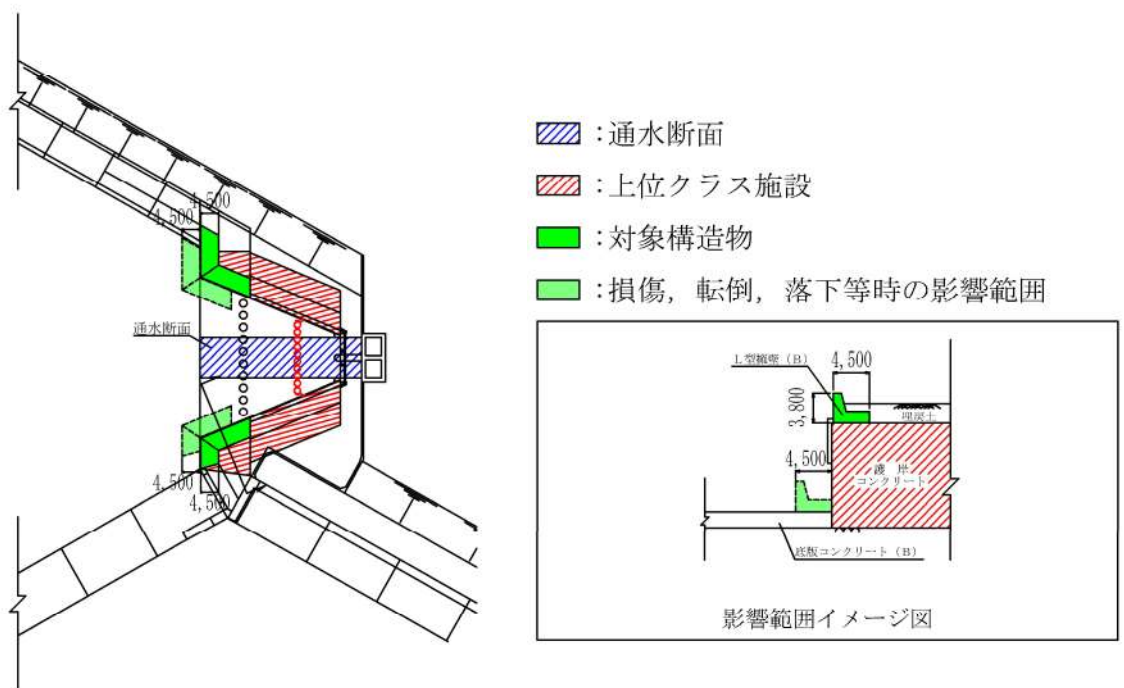 4,500
4,500
通水断面
4,500
4,500
：通水断面
：上位クラス施設
：対象構造物
：損傷，転倒，落下等時の影響範囲
L型擁壁（B）
4,500
3,800
埋戻土
4,500
護岸
コンクリート
底版コンクリート（B）
影響範囲イメージ図